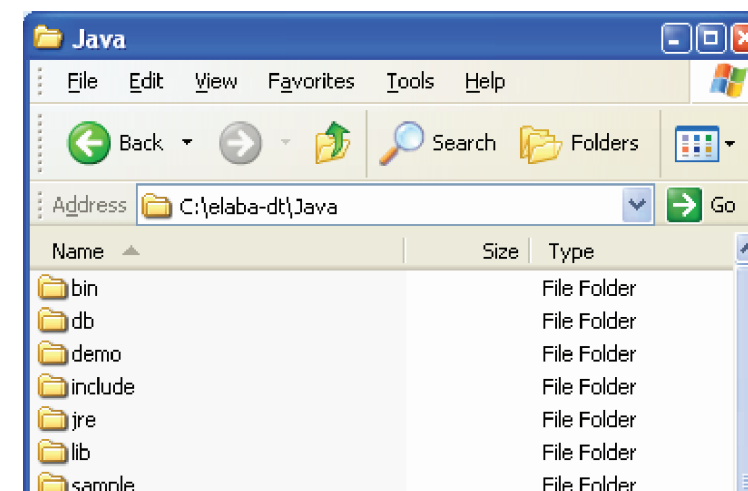 Java
File Edit View Favorites Tools Help
Back Search Folders
Address C:\elaba-dt\Java Go
Name Size Type
bin File Folder
db File Folder
demo File Folder
include File Folder
jre File Folder
lib File Folder
sample File Folder